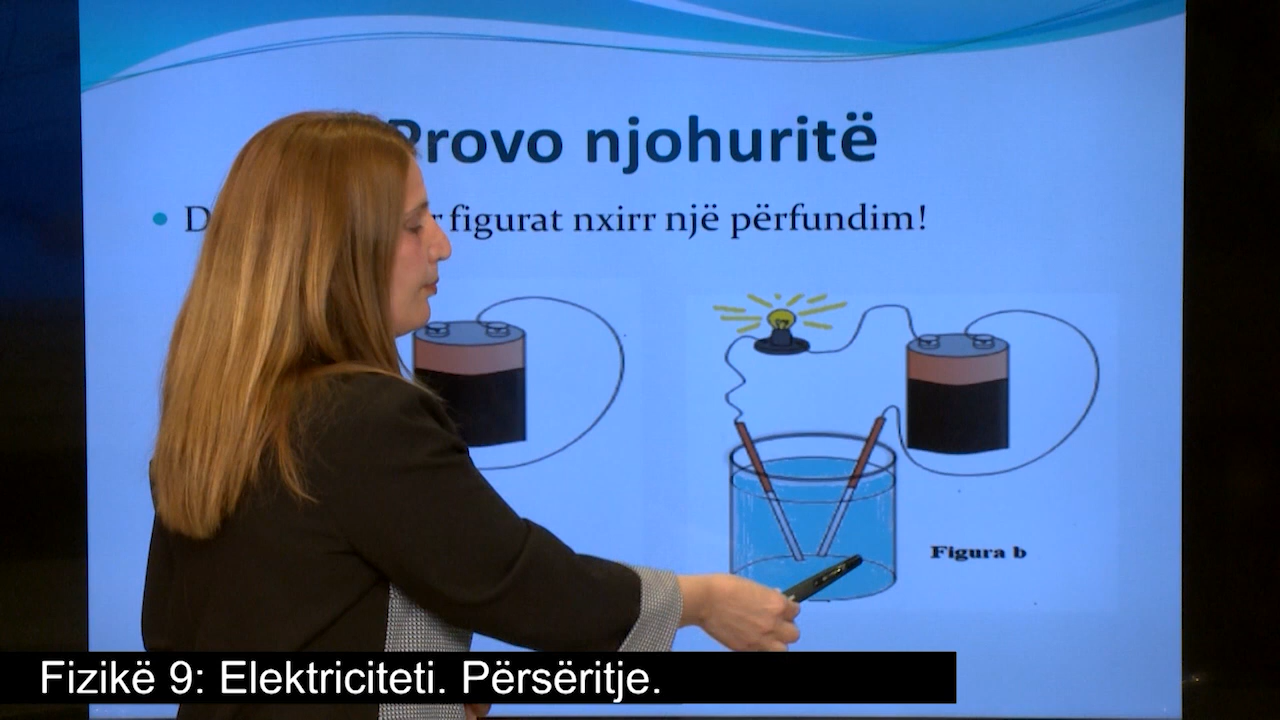 Provo njohuritë
figurat nxirr një përfundim!
Figura b
Fizikë 9: Elektriciteti. Përsëritje.